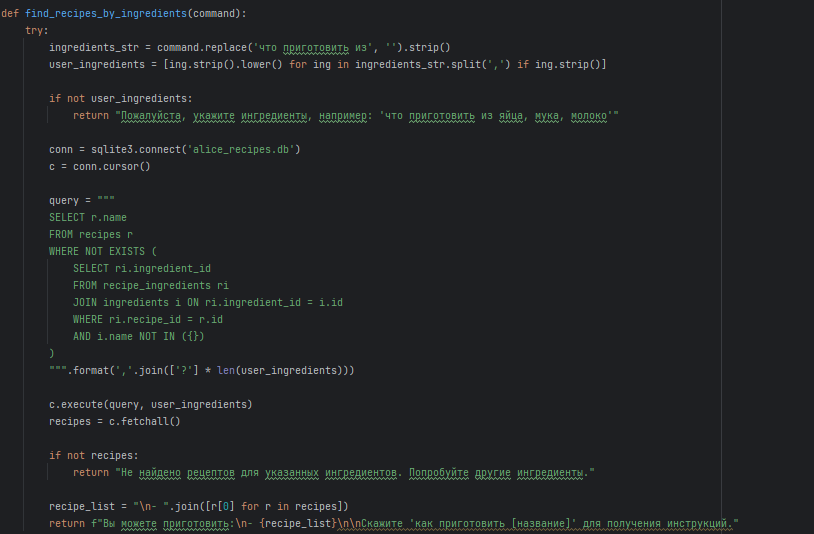 def find_recipes_by_ingredients(command):
    try:
        ingredients_str = command.replace('что приготовить из', '').strip()
        user_ingredients = [ing.strip().lower() for ing in ingredients_str.split(',') if ing.strip()]

        if not user_ingredients:
            return "Пожалуйста, укажите ингредиенты, например: 'что приготовить из яйца, мука, молоко'"

        conn = sqlite3.connect('alice_recipes.db')
        c = conn.cursor()

        query = """
        SELECT r.name
        FROM recipes r
        WHERE NOT EXISTS (
            SELECT ri.ingredient_id
            FROM recipe_ingredients ri
            JOIN ingredients i ON ri.ingredient_id = i.id
            WHERE ri.recipe_id = r.id
            AND i.name NOT IN ({})
        )
        """.format(','.join(['?'] * len(user_ingredients)))

        c.execute(query, user_ingredients)
        recipes = c.fetchall()

        if not recipes:
            return "Не найдено рецептов для указанных ингредиентов. Попробуйте другие ингредиенты."

        recipe_list = "\n- ".join([r[0] for r in recipes])
        return f"Вы можете приготовить:\n- {recipe_list}\n\nСкажите 'как приготовить [название]' для получения инструкций."